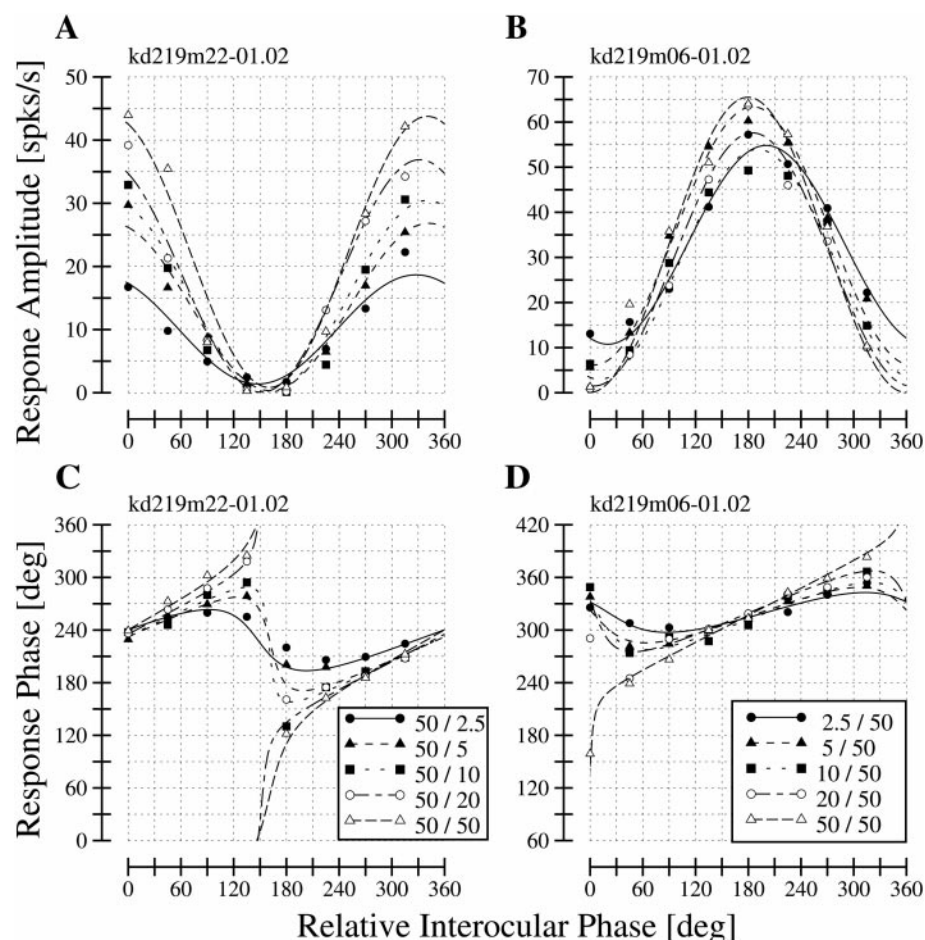 A
B
kd219m22-01.02
kd219m06-01.02
Respone Amplitude [spks/s]
50
40
30
20
10
0
0 60 120 180 240 300 360
70
60
50
40
30
20
10
0
0 60 120 180 240 300 360
C
D
kd219m22-01.02
kd219m06-01.02
Response Phase [deg]
360
300
240
180
120
60
0
0 60 120 180 240 300 360
50 / 2.5
50 / 5
50 / 10
50 / 20
50 / 50
420
360
300
240
180
120
60
0 60 120 180 240 300 360
2.5 / 50
5 / 50
10 / 50
20 / 50
50 / 50
Relative Interocular Phase [deg]